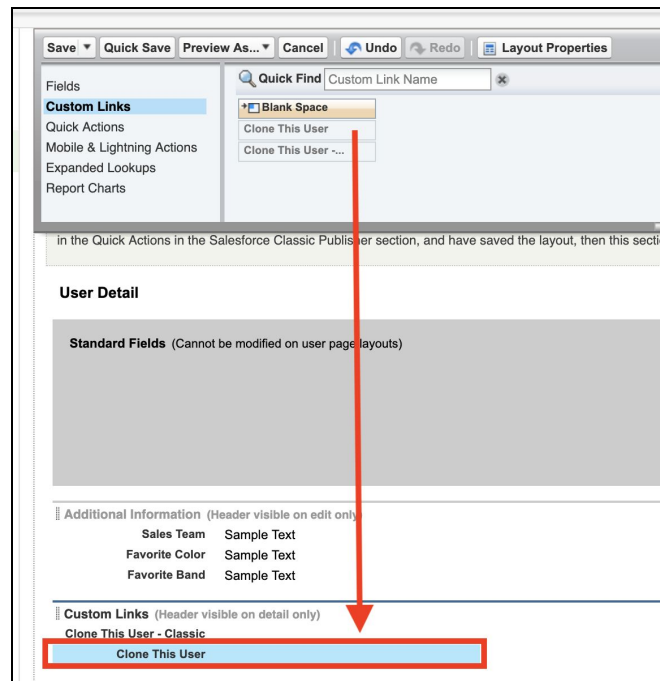 Save Quick Save Preview As... Cancel Undo Redo Layout Properties
Fields
Custom Links
Quick Actions
Mobile & Lightning Actions
Expanded Lookups
Report Charts
Quick Find Custom Link Name
Blank Space
Clone This User
Clone This User -...
in the Quick Actions in the Salesforce Classic Publisher section, and have saved the layout, then this secti
User Detail
Standard Fields (Cannot be modified on user page layouts)
Additional Information (Header visible on edit only)
Sales Team Sample Text
Favorite Color Sample Text
Favorite Band Sample Text
Custom Links (Header visible on detail only)
Clone This User - Classic
Clone This User